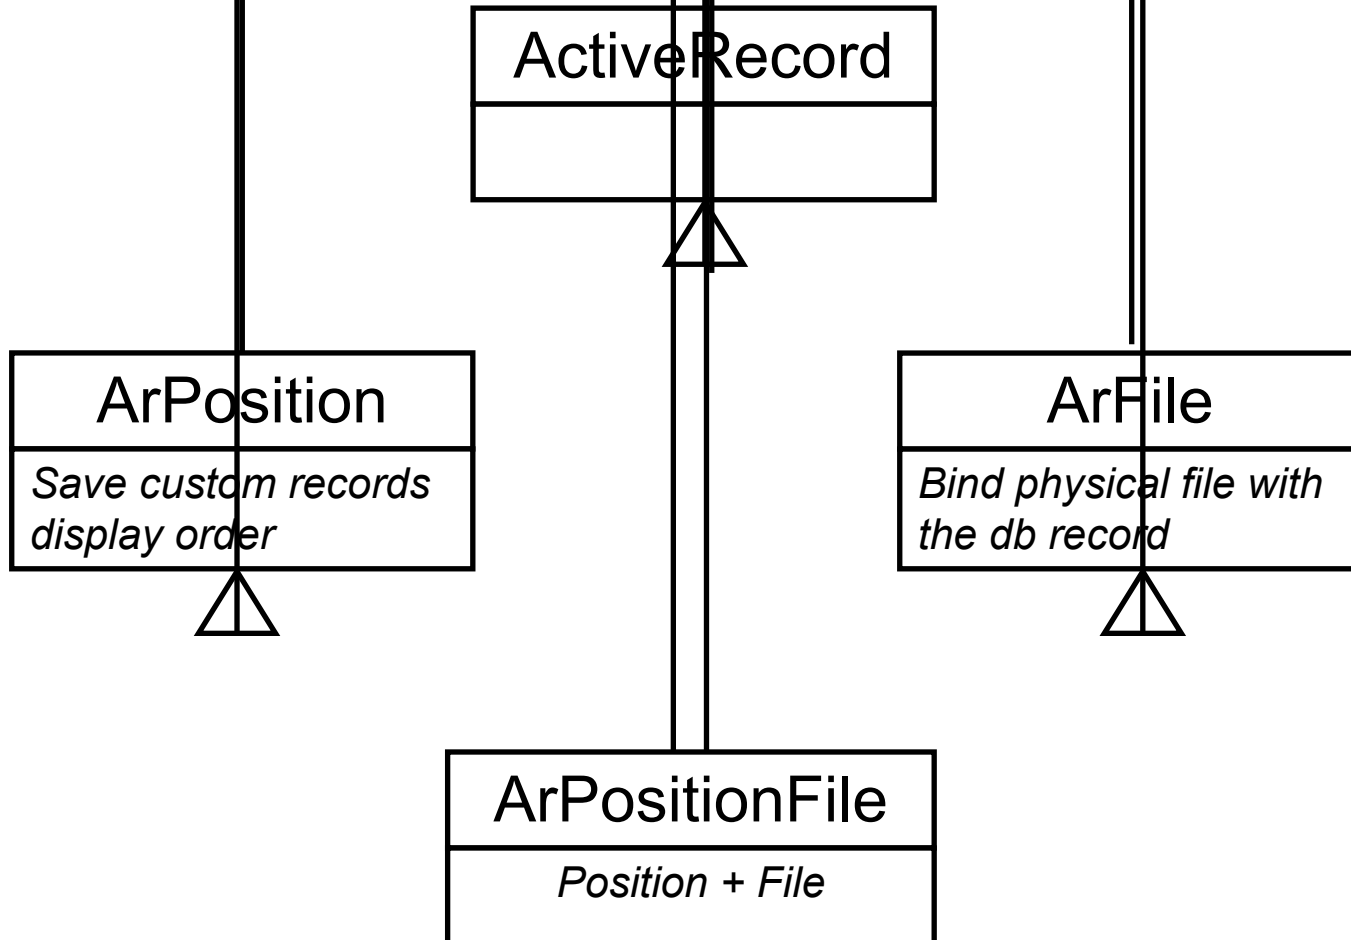 ActiveRecord
ArPosition
Save custom records
display order
ArFile
Bind physical file with
the db record
ArPositionFile
Position + File